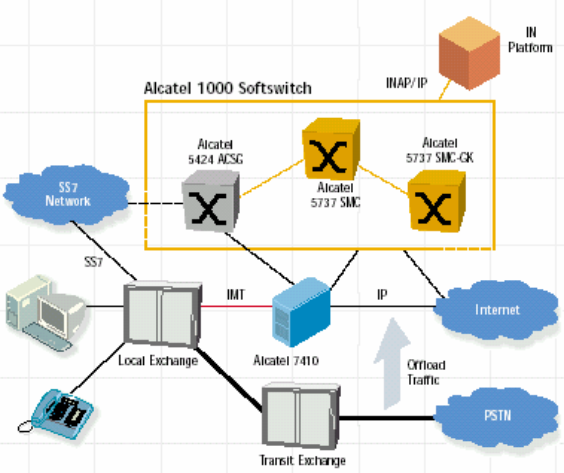 IN
Platform
INAP/IP
Alcatel 1000 Softswitch
Alcatel
5424 ACSG
Alcatel
5737 SMC-GK
Alcatel
5737 SMC
SS7
Network
SS7
IMT
IP
Internet
Local Exchange
Alcatel 7410
Offload
Traffic
PSTN
Transit Exchange